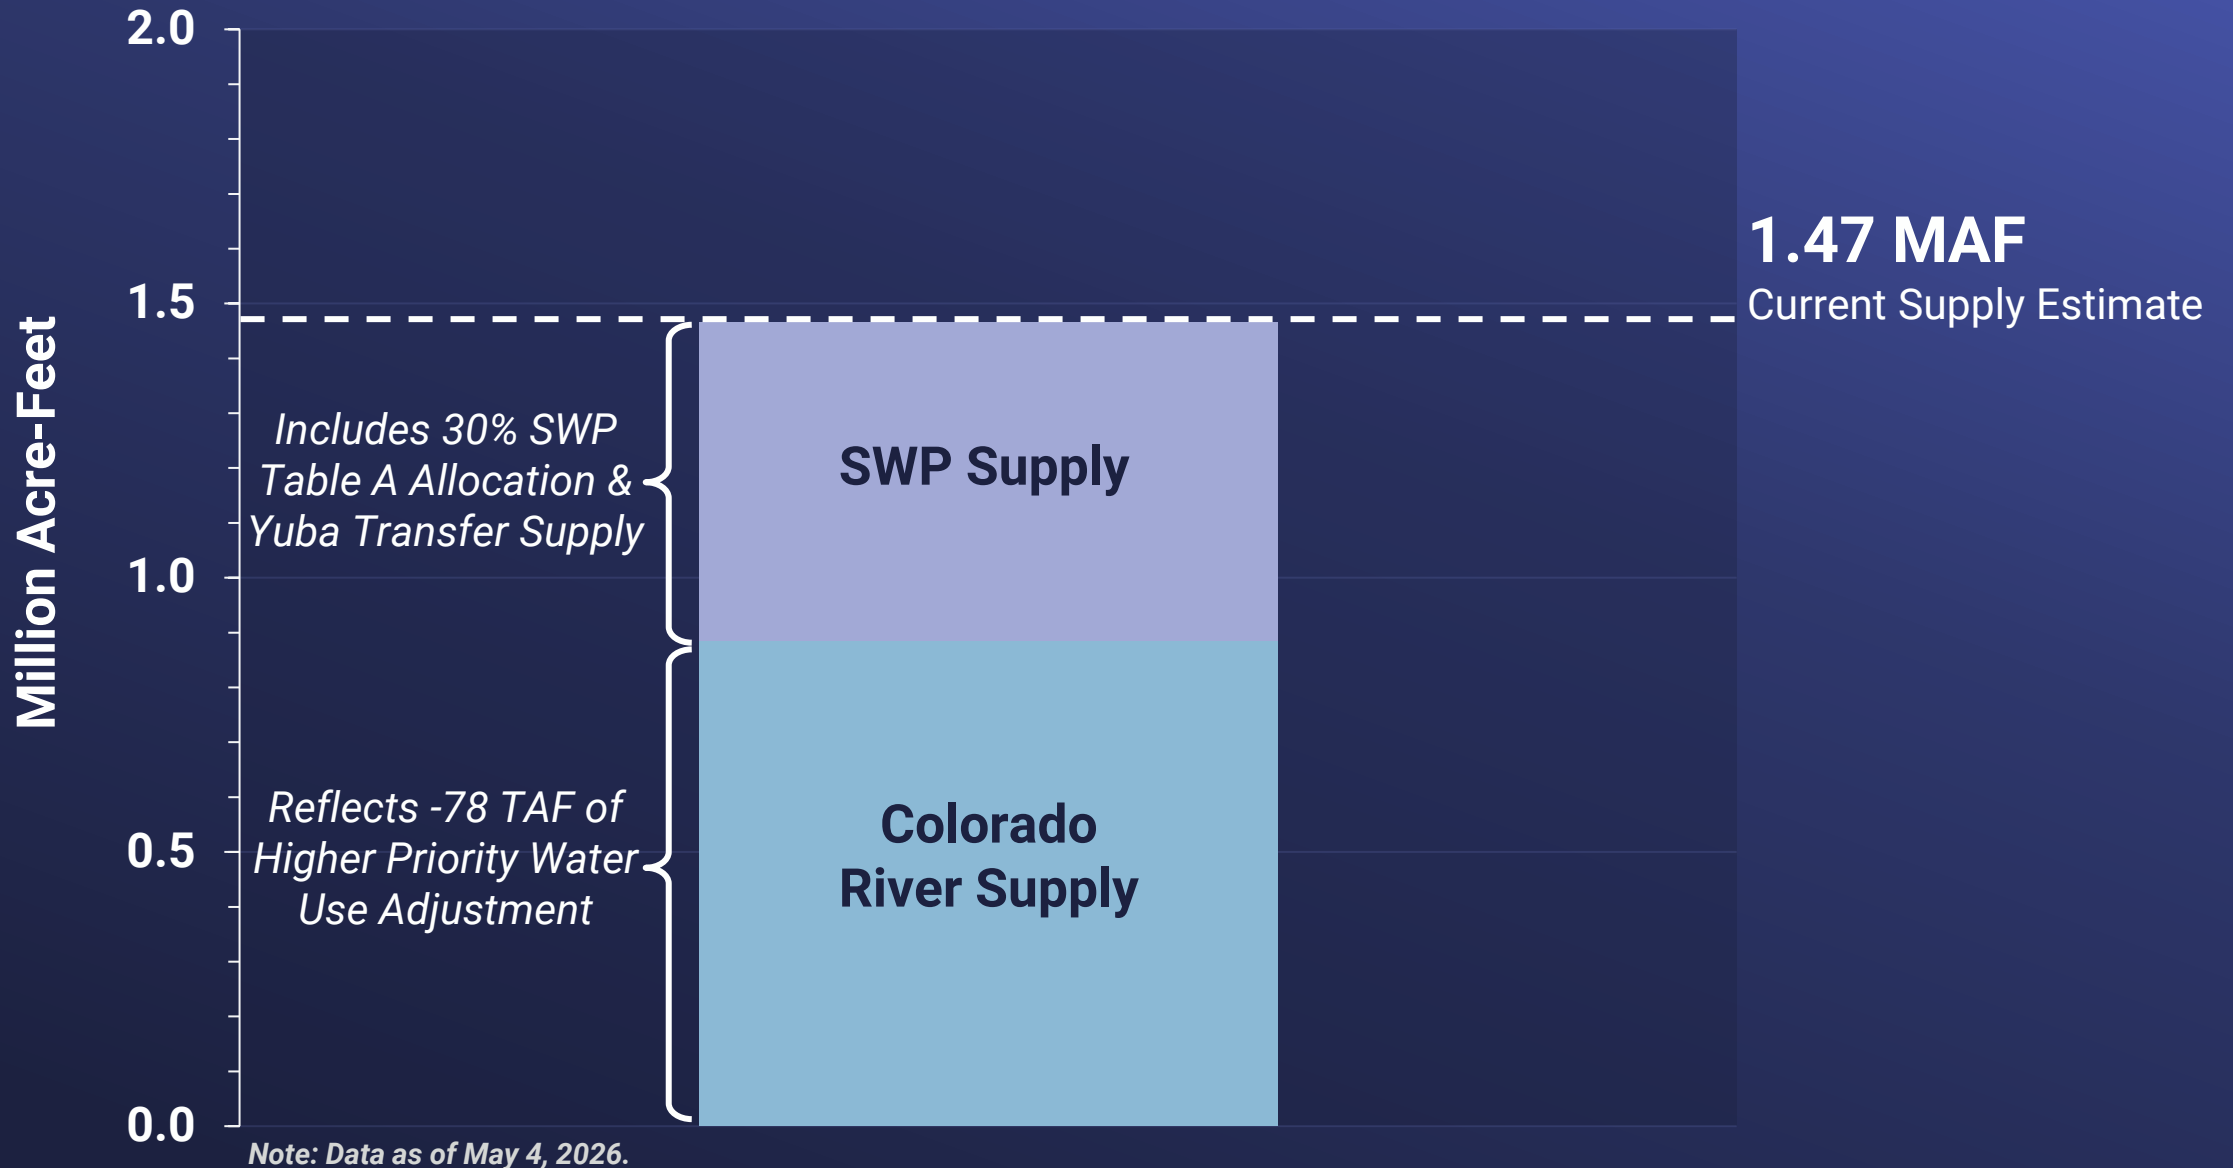 Million Acre-Feet
2.0
1.5
1.0
0.5
0.0
1.47 MAF
Current Supply Estimate
Includes 30% SWP
Table A Allocation &
Yuba Transfer Supply
SWP Supply
Reflects -78 TAF of
Higher Priority Water
Use Adjustment
Colorado
River Supply
Note: Data as of May 4, 2026.